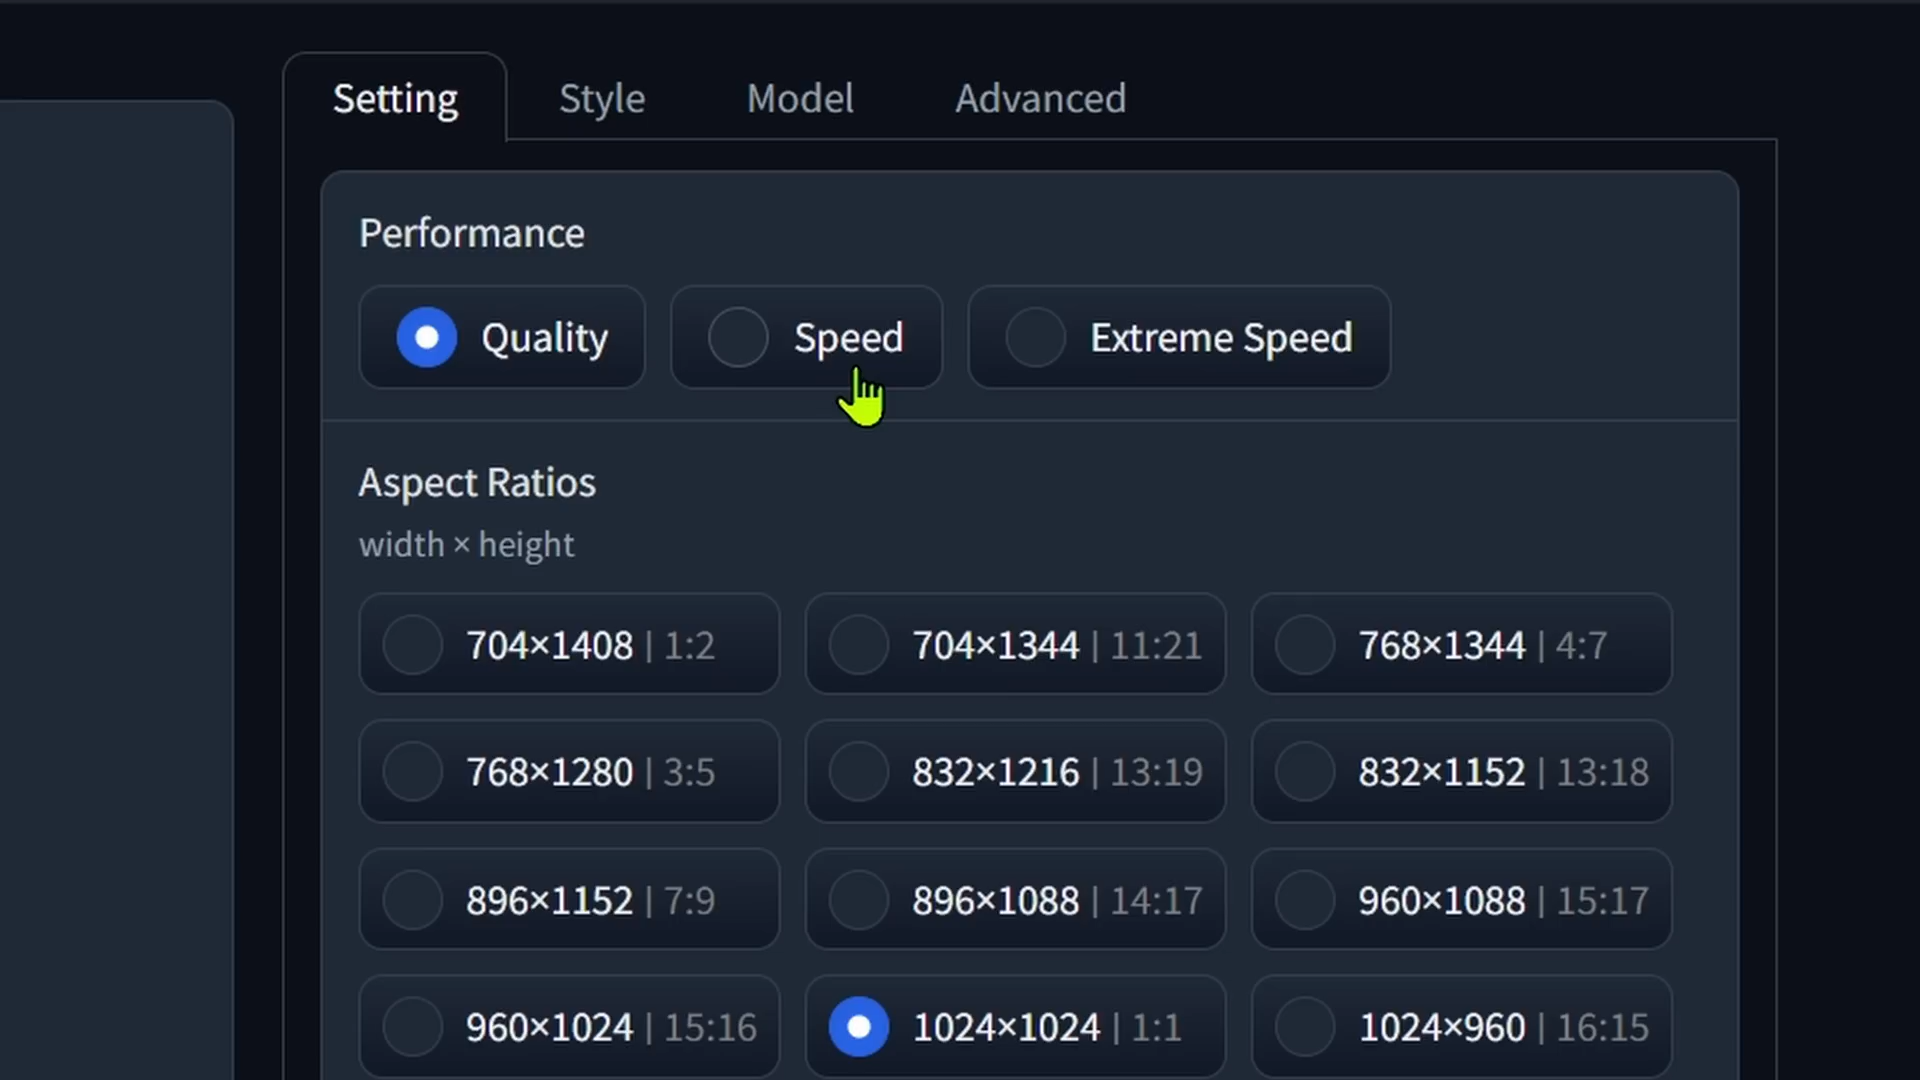 Setting Style Model Advanced
Performance
Quality Speed Extreme Speed
Aspect Ratios
width × height
704×1408 | 1:2 704×1344 | 11:21 768×1344 | 4:7
768×1280 | 3:5 832×1216 | 13:19 832×1152 | 13:18
896×1152 | 7:9 896×1088 | 14:17 960×1088 | 15:17
960×1024 | 15:16 1024×1024 | 1:1 1024×960 | 16:15